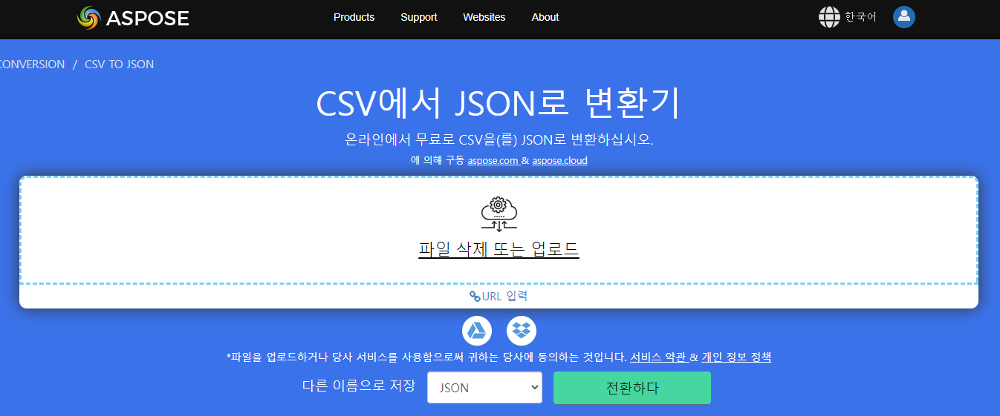 ASPOSE Products Support Websites About 한국어
CONVERSION / CSV TO JSON
CSV에서 JSON로 변환기
온라인에서 무료로 CSV을(를) JSON로 변환하십시오.
에 의해 구동 aspose.com & aspose.cloud
파일 삭제 또는 업로드
URL 입력
*파일을 업로드하거나 당사 서비스를 사용함으로써 귀하는 당사에 동의하는 것입니다. 서비스 약관 & 개인 정보 정책
다른 이름으로 저장 JSON 전환하다